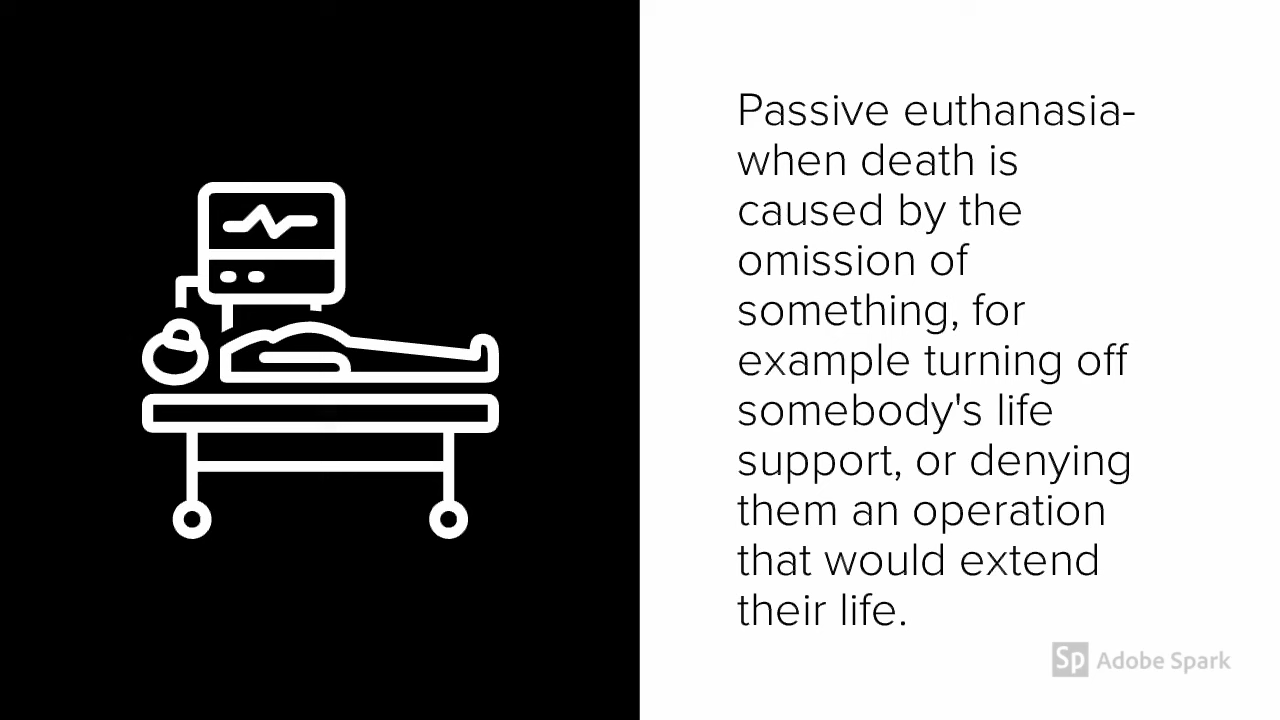 Passive euthanasia-
when death is
caused by the
omission of
something, for
example turning off
somebody's life
support, or denying
them an operation
that would extend
their life.
Sp Adobe Spark